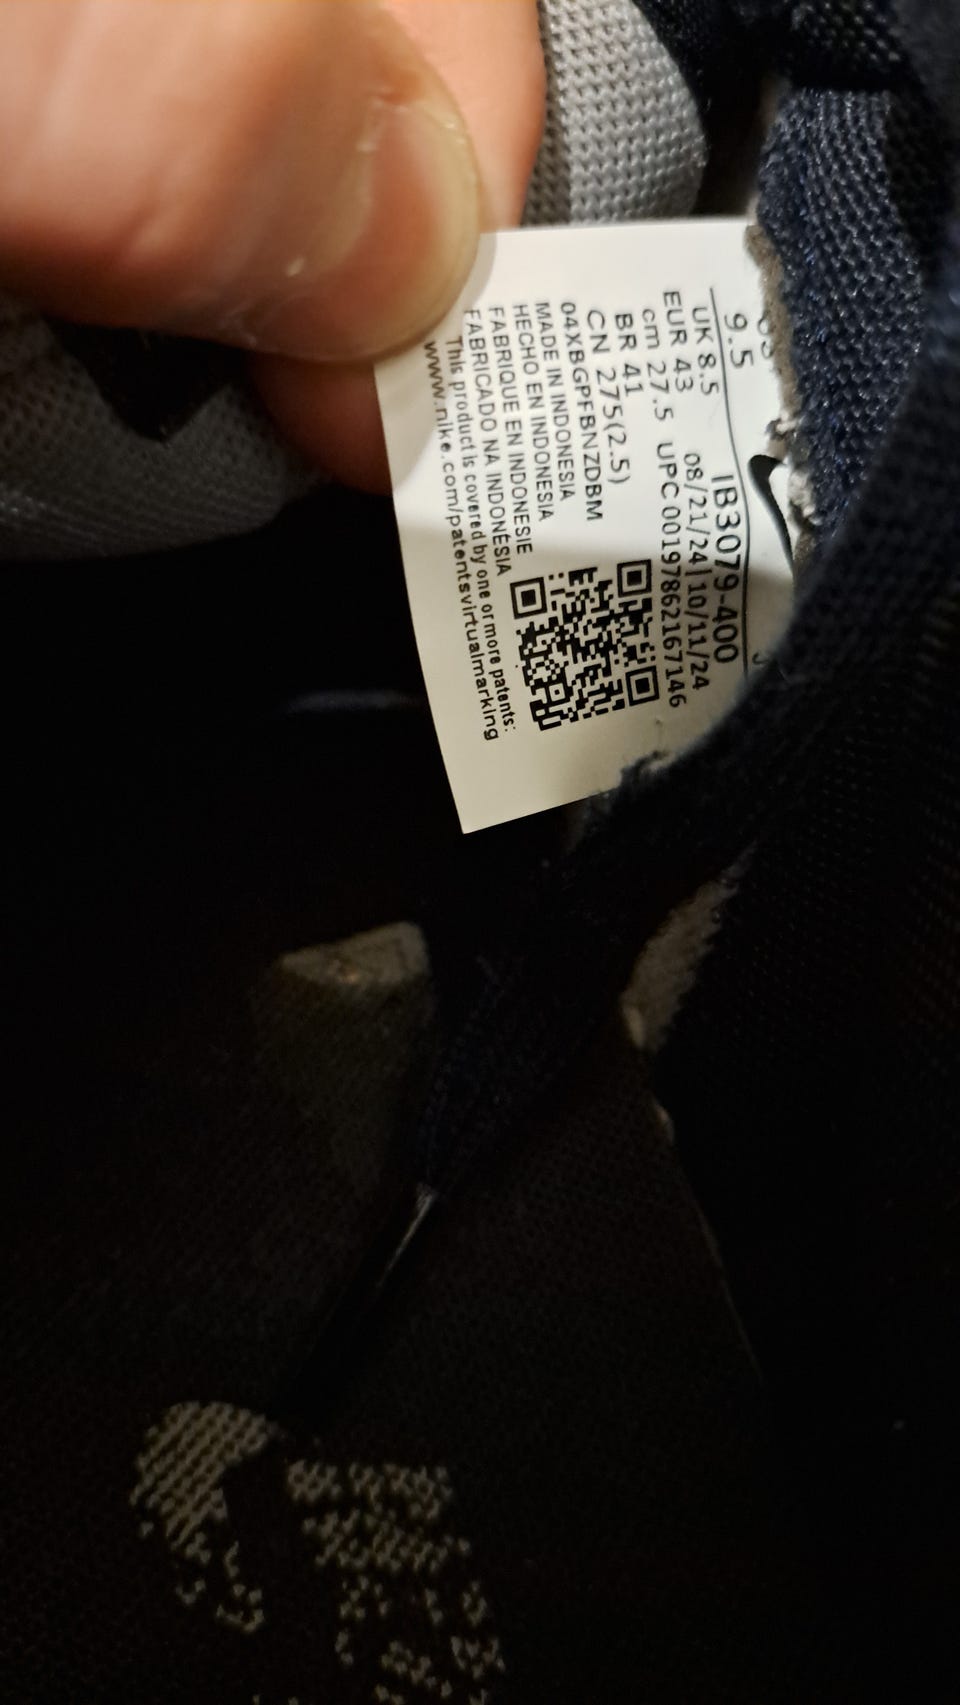 9.5
IB3079-400
UK 8.5
08/21/24|10/11/24
EUR 43
UPC 00197862167146
cm 27.5
BR 41
CN 275(2.5)
04XBGPFBNZDBM
MADE IN INDONESIA
HECHO EN INDONESIA
FABRIQUE EN INDONESIE
FABRICADO NA INDONÉSIA
This product is covered by one or more patents:
www.nike.com/patentsvirtualmarking